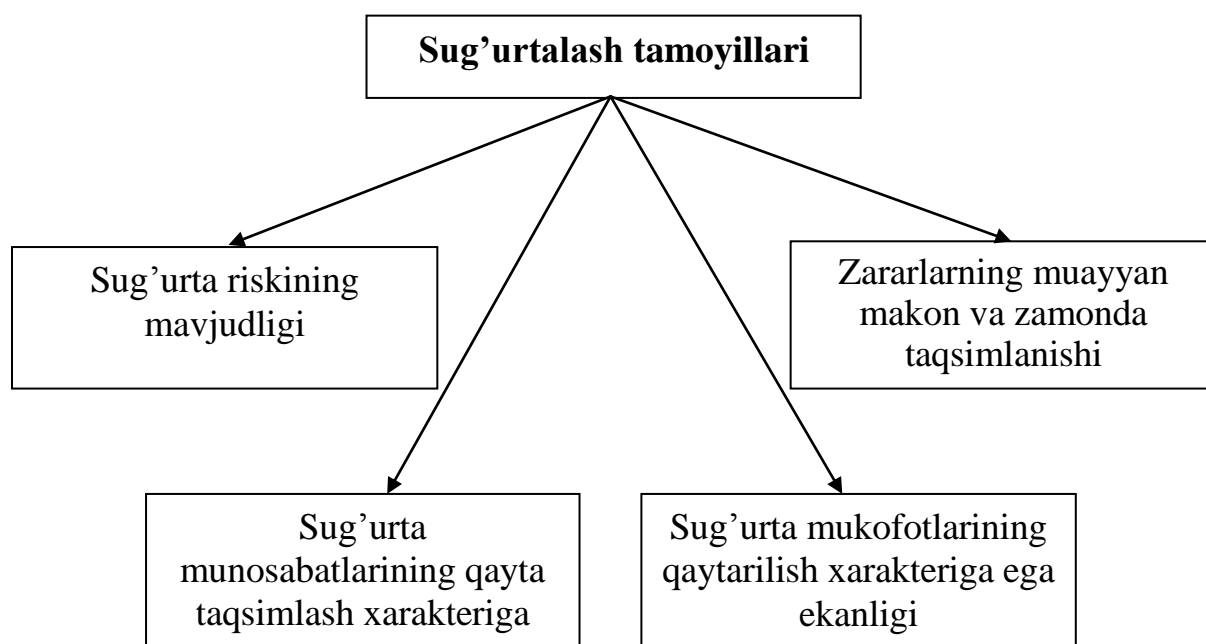 Sug’urtalash tamoyillari
Sug’urta riskining
mavjudligi
Zararlarning muayyan
makon va zamonda
taqsimlanishi
Sug’urta
munosabatlarining qayta
taqsimlash xarakteriga
Sug’urta mukofotlarining
qaytarilish xarakteriga ega
ekanligi